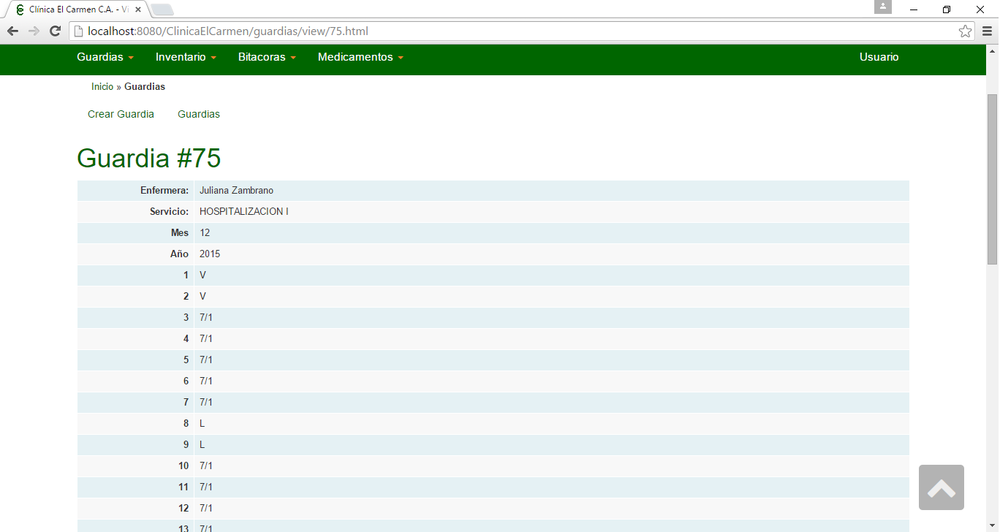 Clínica El Carmen C.A. - Vi
localhost:8080/ClinicaElCarmen/guardias/view/75.html
Guardias Inventario Bitacoras Medicamentos Usuario
Inicio » Guardias
Crear Guardia Guardias
Guardia #75
Enfermera: Juliana Zambrano
Servicio: HOSPITALIZACION I
Mes 12
Año 2015
1 V
2 V
3 7/1
4 7/1
5 7/1
6 7/1
7 7/1
8 L
9 L
10 7/1
11 7/1
12 7/1
13 7/1